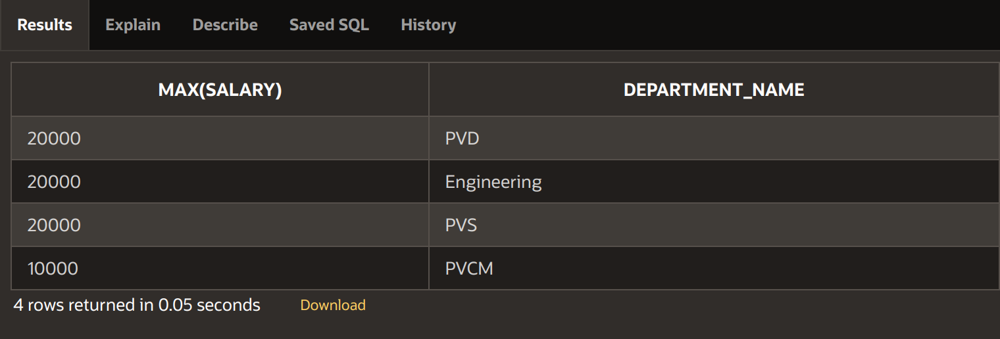 Results Explain Describe Saved SQL History
MAX(SALARY) DEPARTMENT_NAME
20000 PVD
20000 Engineering
20000 PVS
10000 PVCM
4 rows returned in 0.05 seconds Download